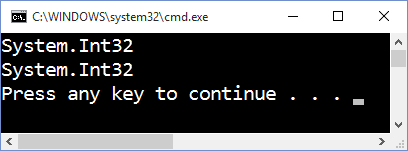 C:\WINDOWS\system32\cmd.exe
System.Int32
System.Int32
Press any key to continue . . .